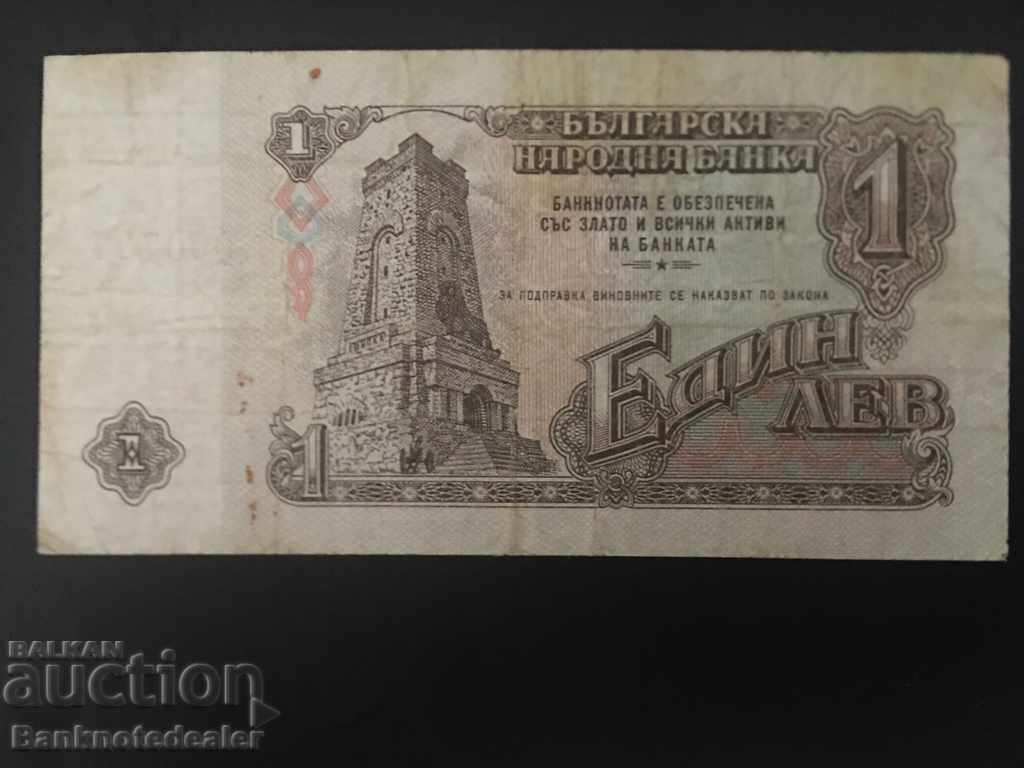 1
БЪЛГАРСКА
НАРОДНА БАНКА
1
БАНКНОТАТА Е ОБЕЗПЕЧЕНА
СЪС ЗЛАТО И ВСИЧКИ АКТИВИ
НА БАНКАТА
ЗА ПОДПРАВКА ВИНОВНИТЕ СЕ НАКАЗВАТ ПО ЗАКОНА
ЕДИН
ЛЕВ
1
1
BALKAN
auction
Banknotedealer